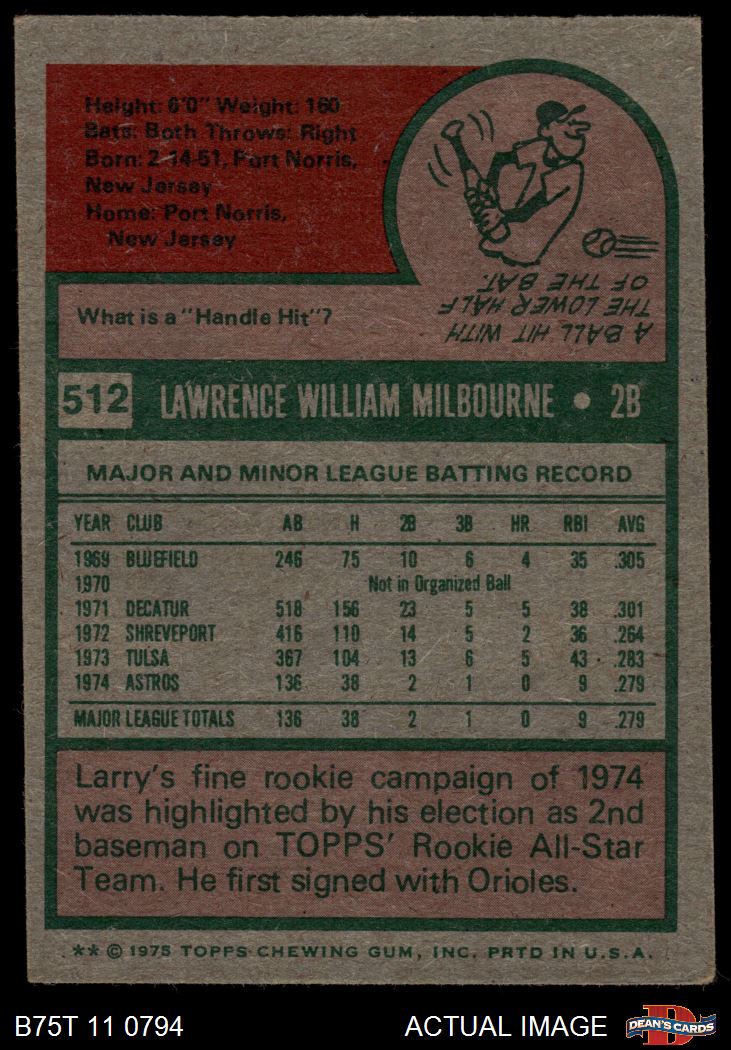 Height: 6'0" Weight: 160
Bats: Both Throws: Right
Born: 2-14-51, Port Norris,
New Jersey
Home: Port Norris,
New Jersey
What is a "Handle Hit"?
A BALL HIT WITH
THE LOWER HALF
OF THE BAT.
512 LAWRENCE WILLIAM MILBOURNE • 2B
MAJOR AND MINOR LEAGUE BATTING RECORD
YEAR CLUB AB H 2B 3B HR RBI AVG
1969 BLUEFIELD 246 75 10 6 4 35 .305
1970 Not in Organized Ball
1971 DECATUR 518 156 23 5 5 38 .301
1972 SHREVEPORT 416 110 14 5 2 36 .264
1973 TULSA 367 104 13 6 5 43 .283
1974 ASTROS 136 38 2 1 0 9 .279
MAJOR LEAGUE TOTALS 136 38 2 1 0 9 .279
Larry's fine rookie campaign of 1974
was highlighted by his election as 2nd
baseman on TOPPS' Rookie All-Star
Team. He first signed with Orioles.
** © 1975 TOPPS CHEWING GUM, INC. PRTD IN U.S.A.
B75T 11 0794 ACTUAL IMAGE DEAN'S CARDS